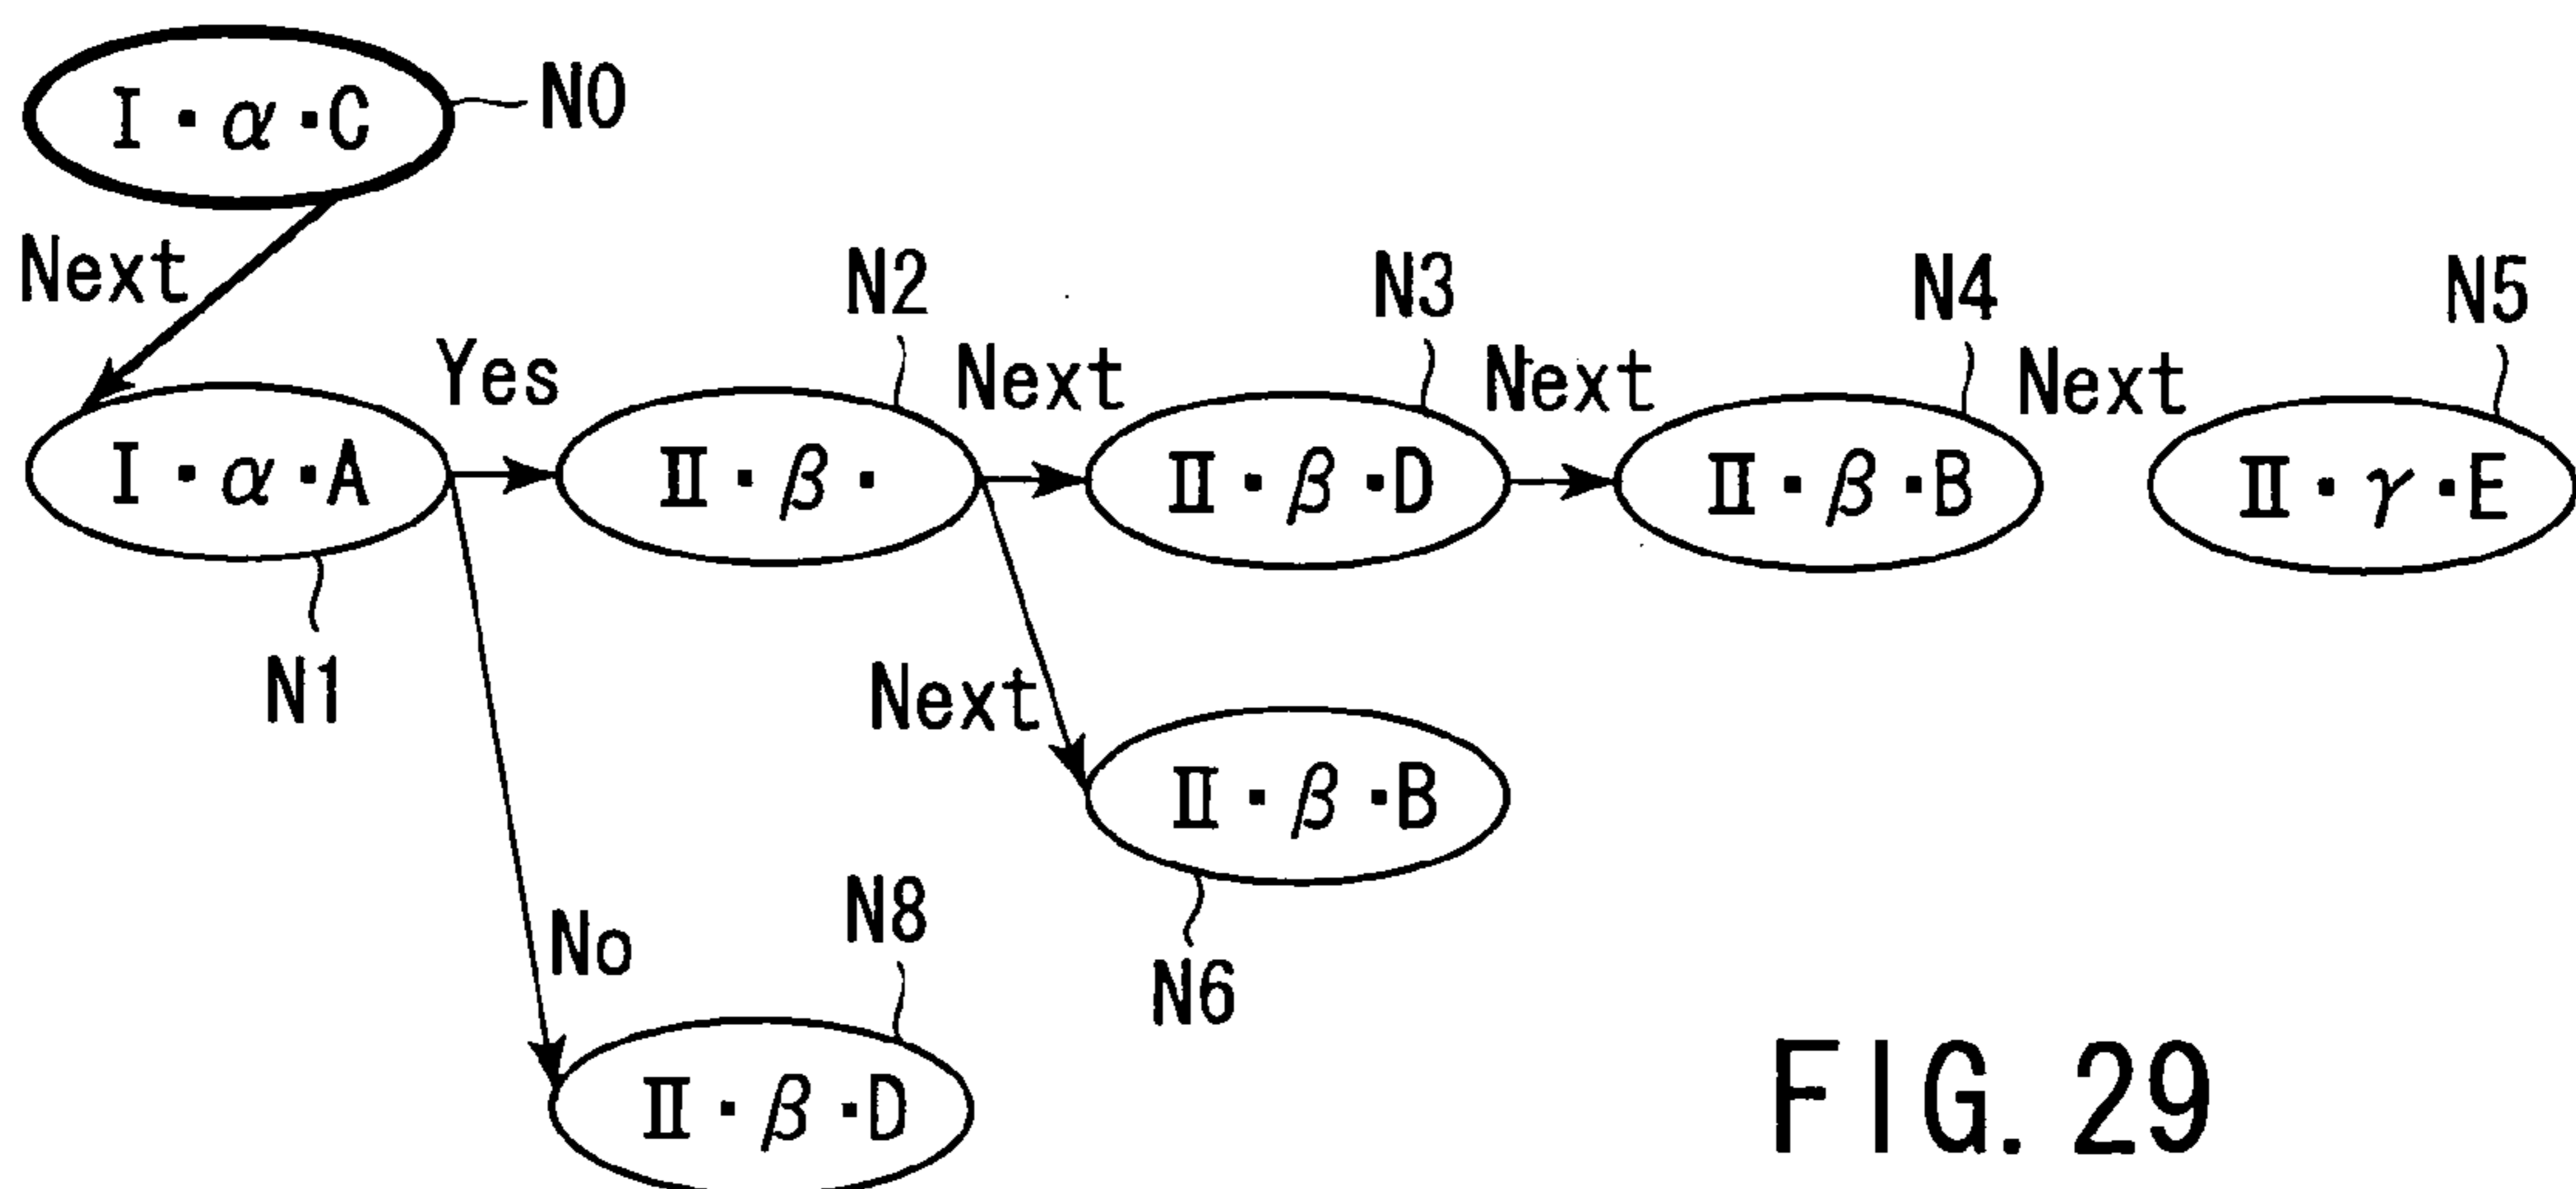 I・α・C
N0
Next
N2
N3
N4
N5
Yes
Next
Next
Next
I・α・A
II・β・
II・β・D
II・β・B
II・γ・E
N1
Next
II・β・B
N8
No
N6
II・β・D
FIG. 29